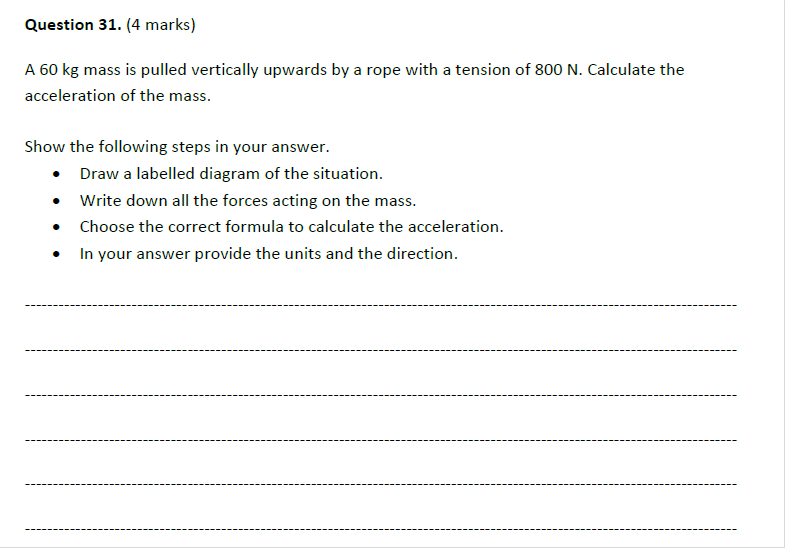 Question 31. (4 marks)
A 60 kg mass is pulled vertically upwards by a rope with a tension of 800 N. Calculate the
acceleration of the mass.
Show the following steps in your answer.
• Draw a labelled diagram of the situation.
• Write down all the forces acting on the mass.
• Choose the correct formula to calculate the acceleration.
• In your answer provide the units and the direction.